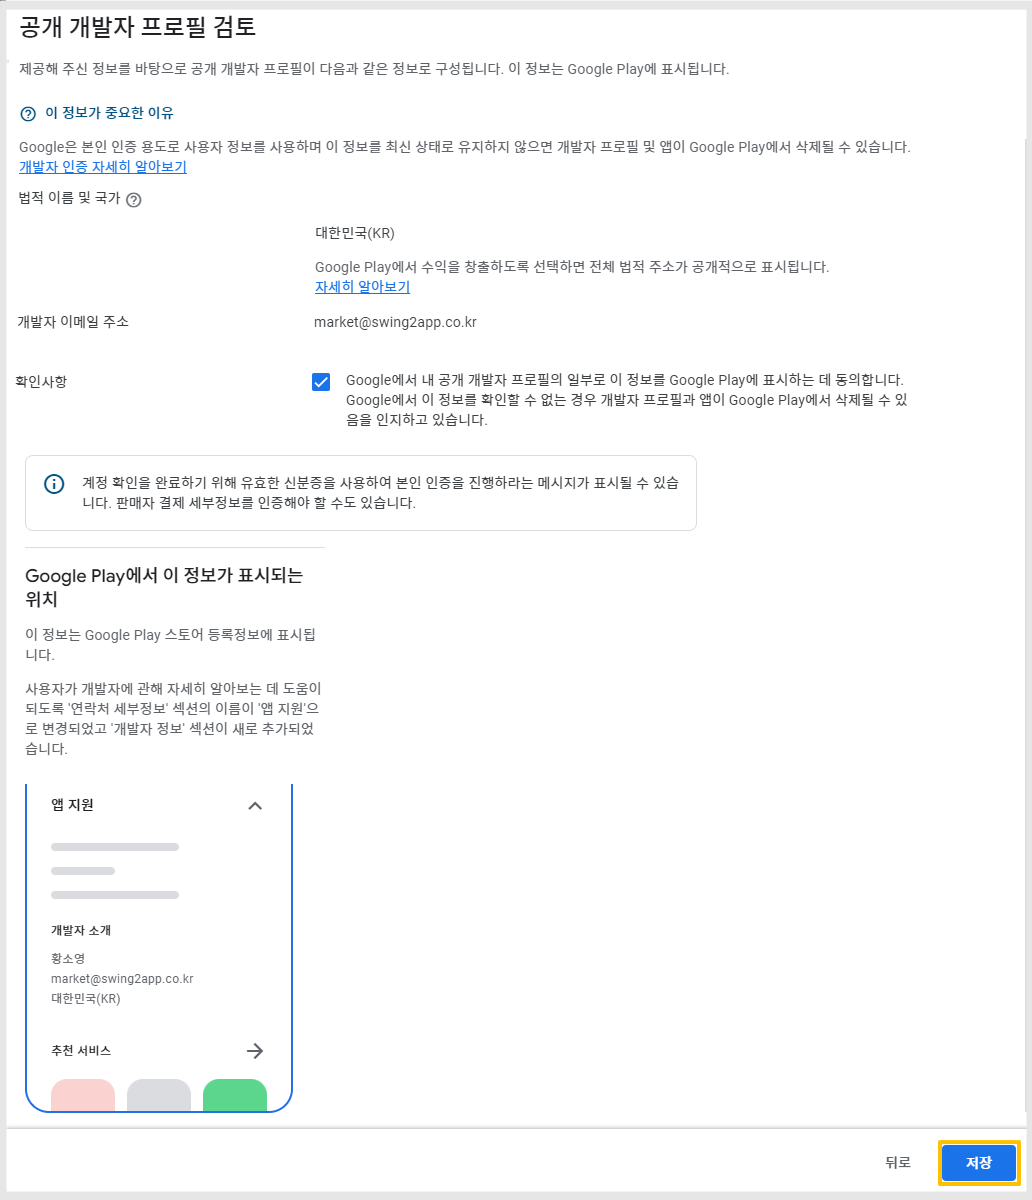 공개 개발자 프로필 검토
제공해 주신 정보를 바탕으로 공개 개발자 프로필이 다음과 같은 정보로 구성됩니다. 이 정보는 Google Play에 표시됩니다.
이 정보가 중요한 이유
Google은 본인 인증 용도로 사용자 정보를 사용하며 이 정보를 최신 상태로 유지하지 않으면 개발자 프로필 및 앱이 Google Play에서 삭제될 수 있습니다.
개발자 인증 자세히 알아보기
법적 이름 및 국가
대한민국(KR)
Google Play에서 수익을 창출하도록 선택하면 전체 법적 주소가 공개적으로 표시됩니다.
자세히 알아보기
개발자 이메일 주소
market@swing2app.co.kr
확인사항
Google에서 내 공개 개발자 프로필의 일부로 이 정보를 Google Play에 표시하는 데 동의합니다.
Google에서 이 정보를 확인할 수 없는 경우 개발자 프로필과 앱이 Google Play에서 삭제될 수 있
음을 인지하고 있습니다.
계정 확인을 완료하기 위해 유효한 신분증을 사용하여 본인 인증을 진행하라는 메시지가 표시될 수 있습
니다. 판매자 결제 세부정보를 인증해야 할 수도 있습니다.
Google Play에서 이 정보가 표시되는
위치
이 정보는 Google Play 스토어 등록정보에 표시됩
니다.
사용자가 개발자에 관해 자세히 알아보는 데 도움이
되도록 '연락처 세부정보' 섹션의 이름이 '앱 지원'으
로 변경되었고 '개발자 정보' 섹션이 새로 추가되었
습니다.
앱 지원
개발자 소개
황소영
market@swing2app.co.kr
대한민국(KR)
추천 서비스
뒤로
저장